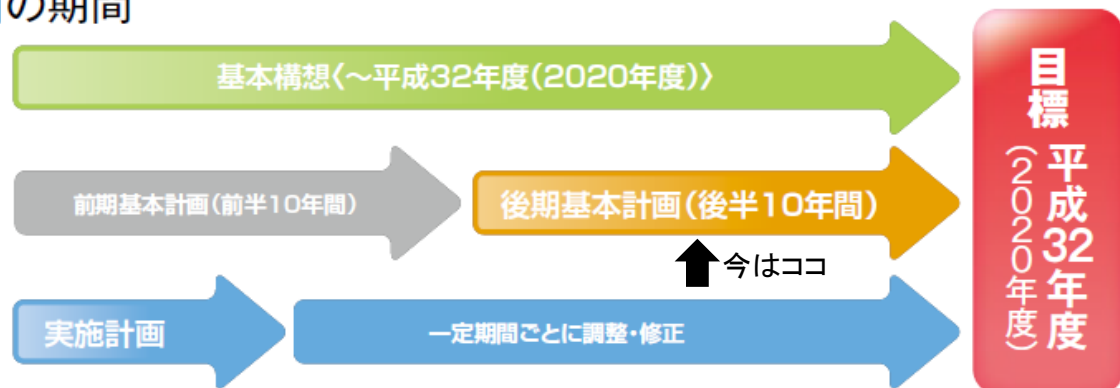 の期間
基本構想〈～平成32年度(2020年度)〉
前期基本計画(前半10年間)
後期基本計画(後半10年間)
今はココ
実施計画
一定期間ごとに調整・修正
目標 平成32年度
(2020年度)